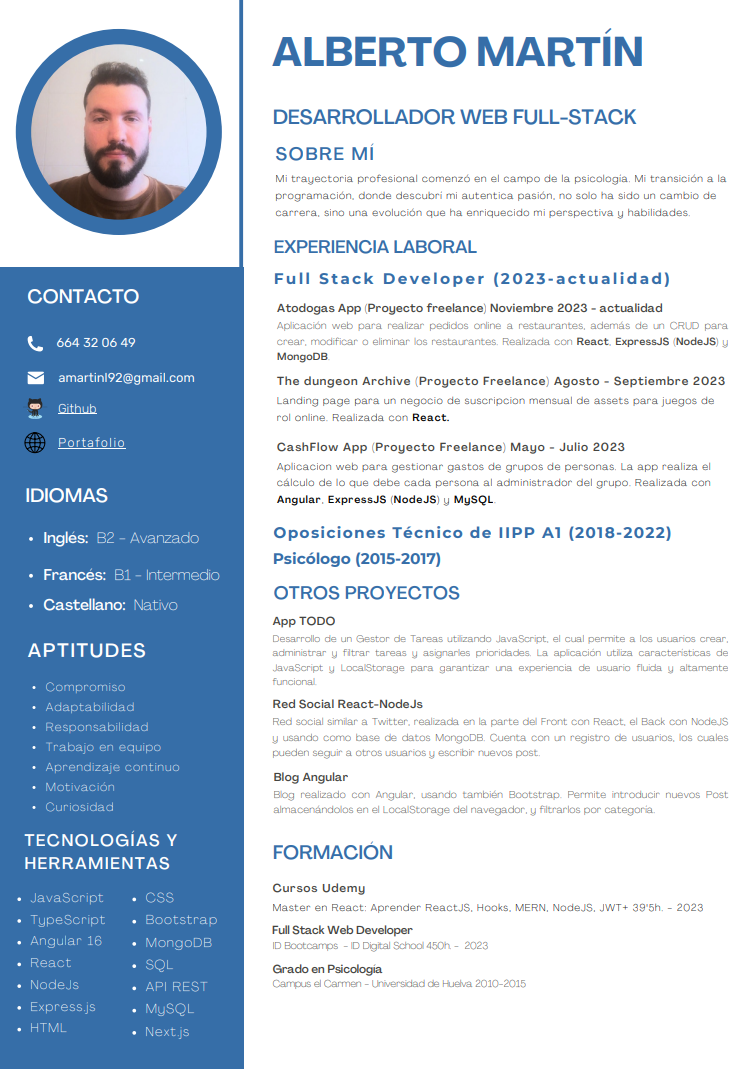 ALBERTO MARTÍN
DESARROLLADOR WEB FULL-STACK
SOBRE MÍ
Mi trayectoria profesional comenzó en el campo de la psicología. Mi transición a la
programación, donde descubrí mi autentica pasión, no solo ha sido un cambio de
carrera, sino una evolución que ha enriquecido mi perspectiva y habilidades.
EXPERIENCIA LABORAL
Full Stack Developer (2023-actualidad)
Atodogas App (Proyecto freelance) Noviembre 2023 - actualidad
Aplicación web para realizar pedidos online a restaurantes, además de un CRUD para
crear, modificar o eliminar los restaurantes. Realizada con React, ExpressJS (NodeJS) y
MongoDB.
The dungeon Archive (Proyecto Freelance) Agosto - Septiembre 2023
Landing page para un negocio de suscripcion mensual de assets para juegos de
rol online. Realizada con React.
CashFlow App (Proyecto Freelance) Mayo - Julio 2023
Aplicacion web para gestionar gastos de grupos de personas. La app realiza el
cálculo de lo que debe cada persona al administrador del grupo. Realizada con
Angular, ExpressJS (NodeJS) y MySQL.
Oposiciones Técnico de IIPP A1 (2018-2022)
Psicólogo (2015-2017)
OTROS PROYECTOS
App TODO
Desarrollo de un Gestor de Tareas utilizando JavaScript, el cual permite a los usuarios crear,
administrar y filtrar tareas y asignarles prioridades. La aplicación utiliza caracteristicas de
JavaScript y LocalStorage para garantizar una experiencia de usuario fluida y altamente
funcional.
Red Social React-NodeJs
Red social similar a Twitter, realizada en la parte del Front con React, el Back con NodeJS
y usando como base de datos MongoDB. Cuenta con un registro de usuarios, los cuales
pueden seguir a otros usuarios y escribir nuevos post.
Blog Angular
Blog realizado con Angular, usando también Bootstrap. Permite introducir nuevos Post
almacenándolos en el LocalStorage del navegador, y filtrarlos por categoria.
FORMACIÓN
Cursos Udemy
Master en React: Aprender ReactJS, Hooks, MERN, NodeJS, JWT+ 39'5h. - 2023
Full Stack Web Developer
ID Bootcamps - ID Digital School 450h. - 2023
Grado en Psicología
Campus el Carmen - Universidad de Huelva 2010-2015
CONTACTO
664 32 06 49
amartinl92@gmail.com
Github
Portafolio
IDIOMAS
• Inglés: B2 - Avanzado
• Francés: B1 - Intermedio
• Castellano: Nativo
APTITUDES
• Compromiso
• Adaptabilidad
• Responsabilidad
• Trabajo en equipo
• Aprendizaje continuo
• Motivación
• Curiosidad
TECNOLOGÍAS Y
HERRAMIENTAS
• JavaScript
• TypeScript
• Angular 16
• React
• NodeJs
• Express.js
• HTML
• CSS
• Bootstrap
• MongoDB
• SQL
• API REST
• MySQL
• Next.js